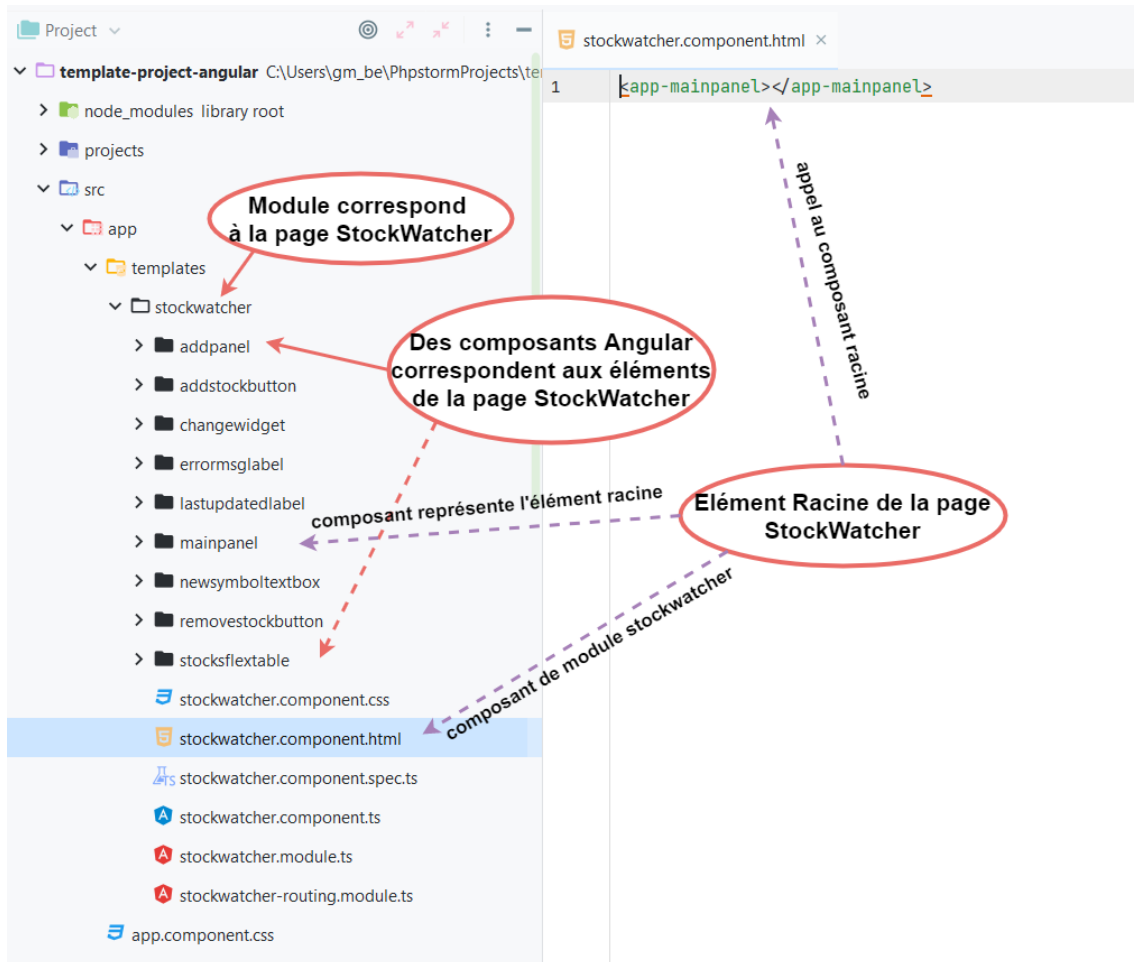 Project
stockwatcher.component.html
template-project-angular C:\Users\gm_be\PhpstormProjects\te
1 <app-mainpanel></app-mainpanel>
node_modules library root
projects
src
app
templates
stockwatcher
addpanel
addstockbutton
changewidget
errormsglabel
lastupdatedlabel
mainpanel
newsymboltextbox
removestockbutton
stocksflextable
stockwatcher.component.css
stockwatcher.component.html
stockwatcher.component.spec.ts
stockwatcher.component.ts
stockwatcher.module.ts
stockwatcher-routing.module.ts
app.component.css
Module correspond
à la page StockWatcher
Des composants Angular
correspondent aux éléments
de la page StockWatcher
appel au composant racine
composant représente l'élément racine
Elément Racine de la page
StockWatcher
composant de module stockwatcher